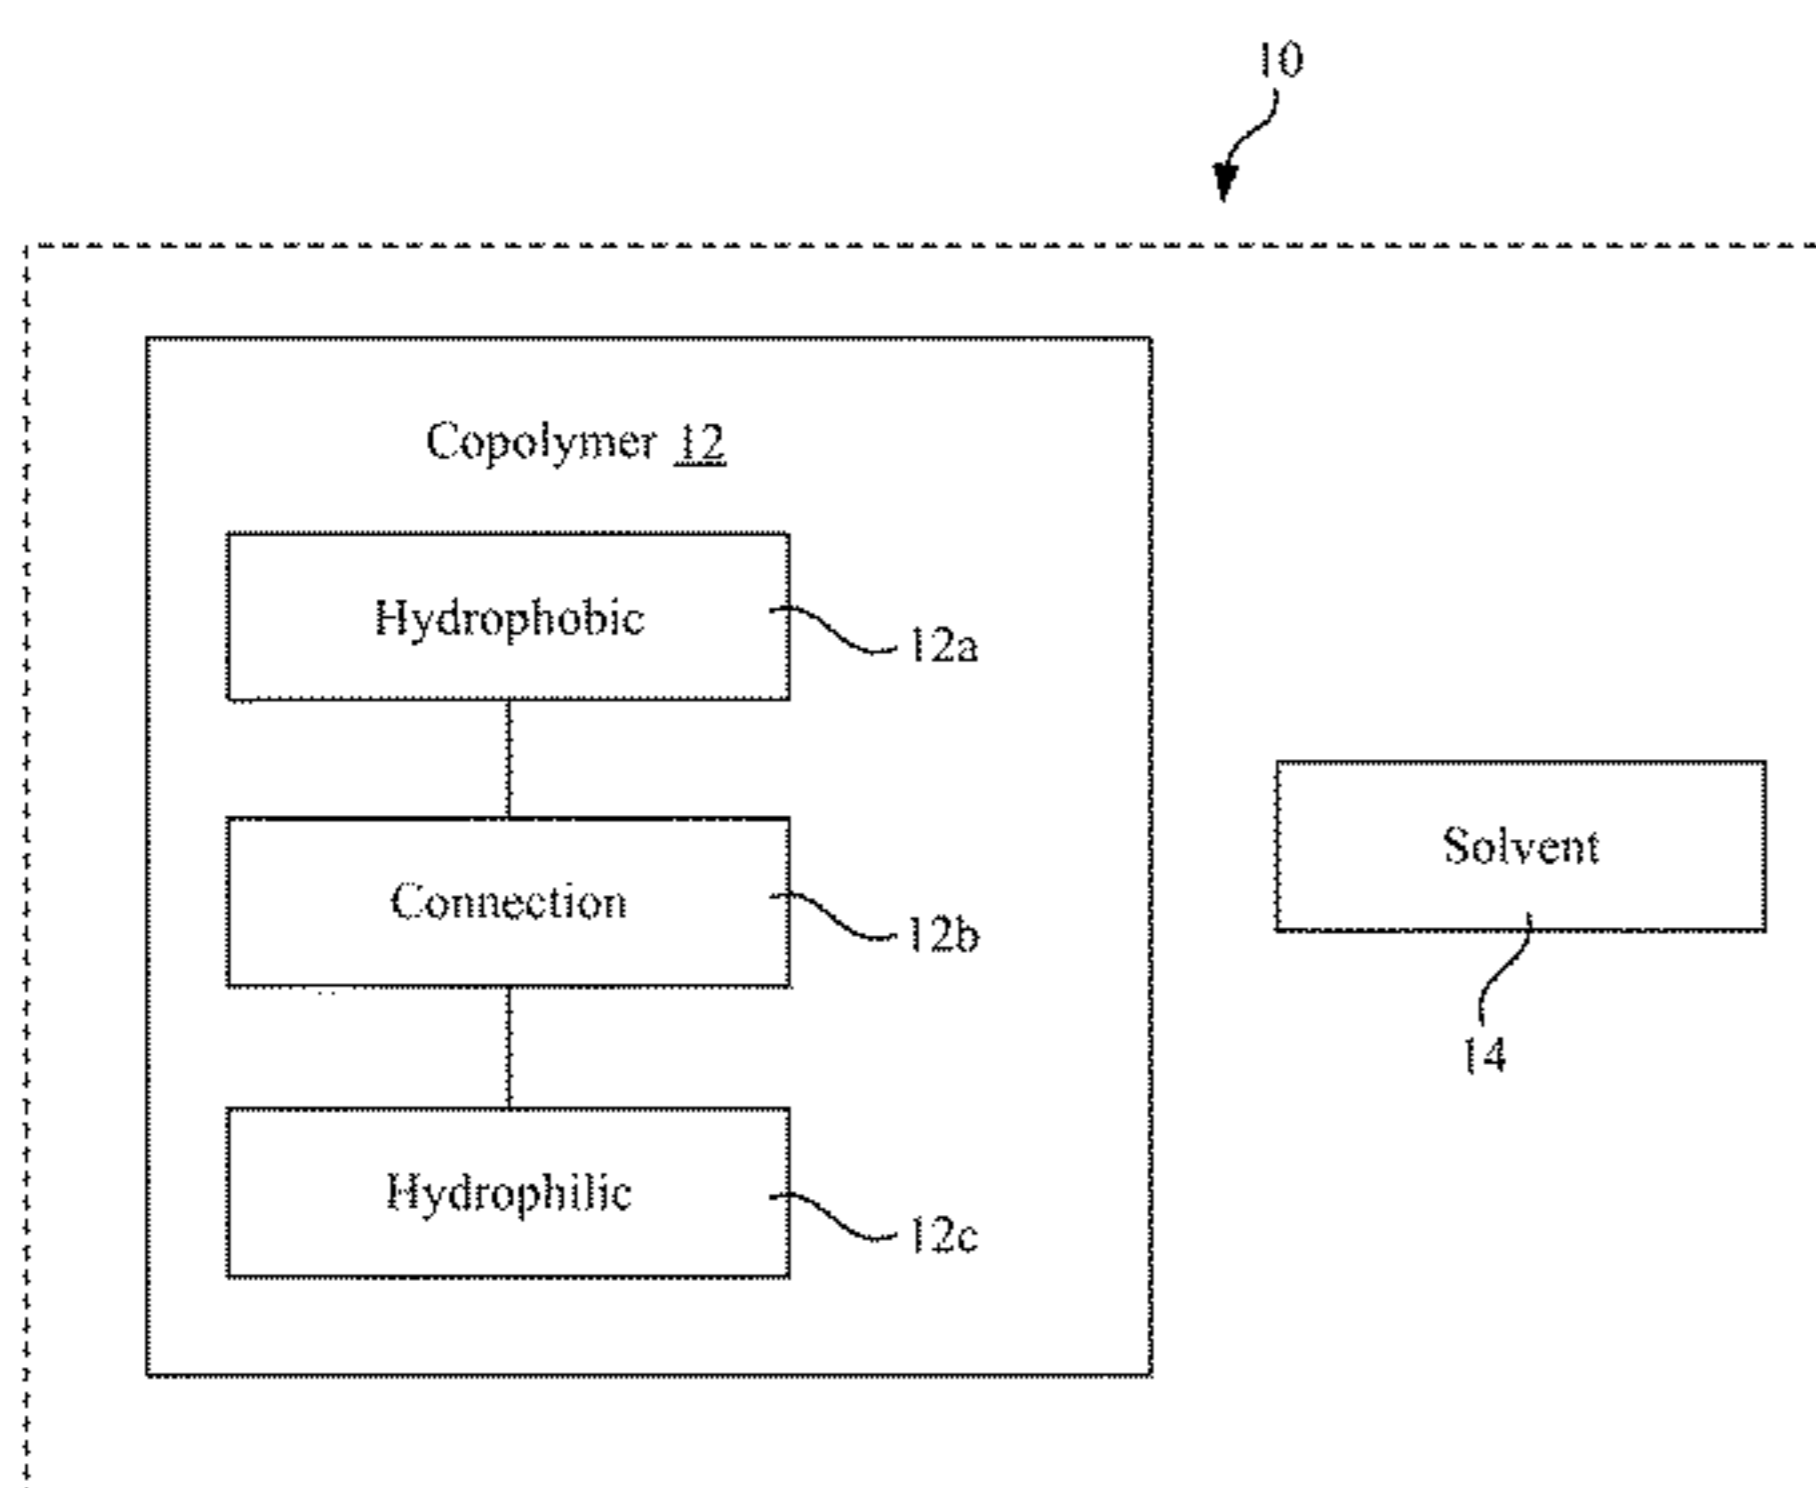 10
Copolymer 12
Hydrophobic
12a
Solvent
Connection
12b
14
Hydrophilic
12c